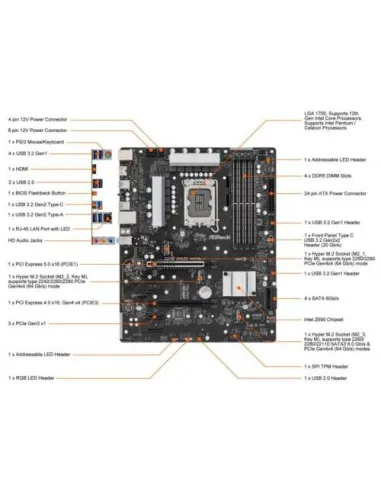 4 pin 12V Power Connector
8 pin 12V Power Connector
1 x PS/2 Mouse/Keyboard
4 x USB 3.2 Gen1
1 x HDMI
2 x USB 2.0
1 x BIOS Flashback Button
1 x USB 3.2 Gen2 Type-C
1 x USB 3.2 Gen2 Type-A
1 x RJ-45 LAN Port with LED
HD Audio Jacks
1 x PCI Express 5.0 x16 (PCIE1)
1 x Hyper M.2 Socket (M2_3, Key M),
supports type 2242/2260/2280 PCIe
Gen4x4 (64 Gb/s) mode
1 x PCI Express 4.0 x16, Gen4 x4 (PCIE3)
2 x PCIe Gen3 x1
1 x Addressable LED Header
1 x RGB LED Header
LGA 1700, Supports 12th
Gen Intel Core Processors;
Supports Intel Pentium /
Celeron Processors
1 x Addressable LED Header
4 x DDR5 DIMM Slots
24 pin ATX Power Connector
1 x USB 3.2 Gen1 Header
1 x Front Panel Type C
USB 3.2 Gen2x2
Header (20 Gb/s)
1 x Hyper M.2 Socket (M2_1,
Key M), supports type 2260/2280
PCIe Gen4x4 (64 Gb/s) mode
1 x USB 3.2 Gen1 Header
4 x SATA 6Gb/s
Intel Z690 Chipset
1 x Hyper M.2 Socket (M2_3,
Key M), supports type 2260/
2280/22110 SATA3 6.0 Gb/s &
PCIe Gen4x4 (64 Gb/s) modes
1 x SPI TPM Header
1 x USB 2.0 Header